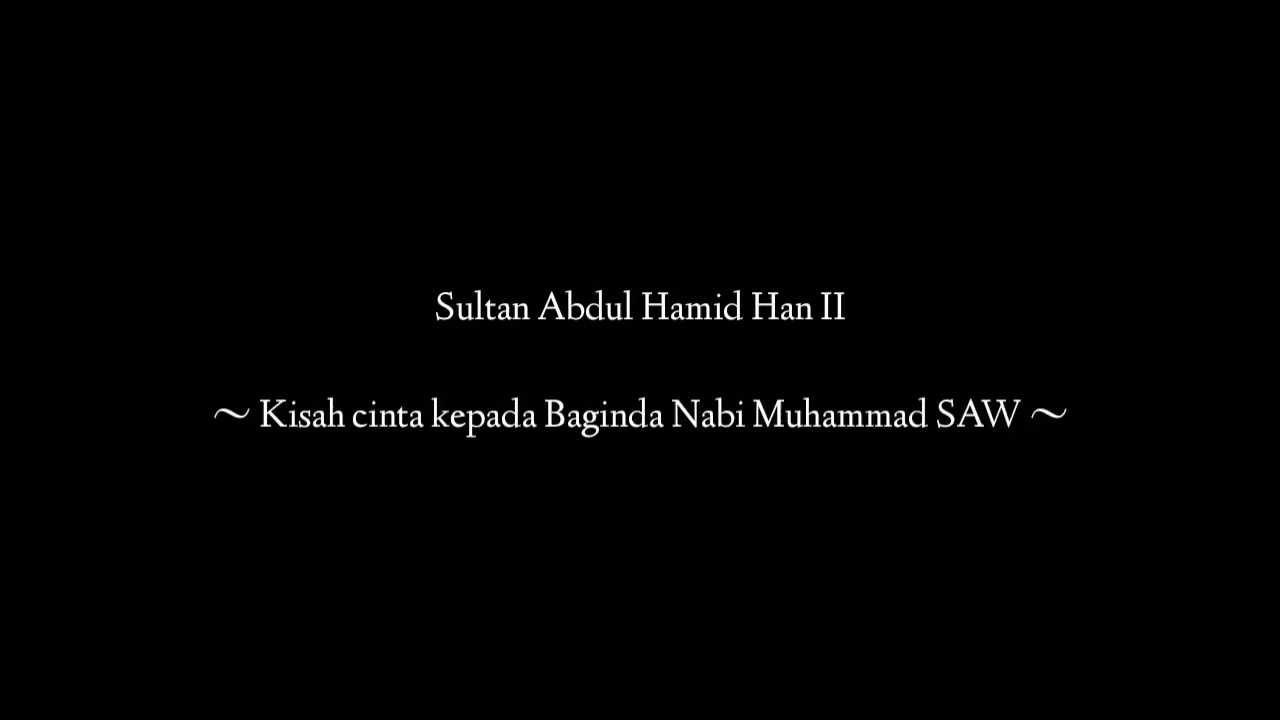 Sultan Abdul Hamid Han II
~ Kisah cinta kepada Baginda Nabi Muhammad SAW ~